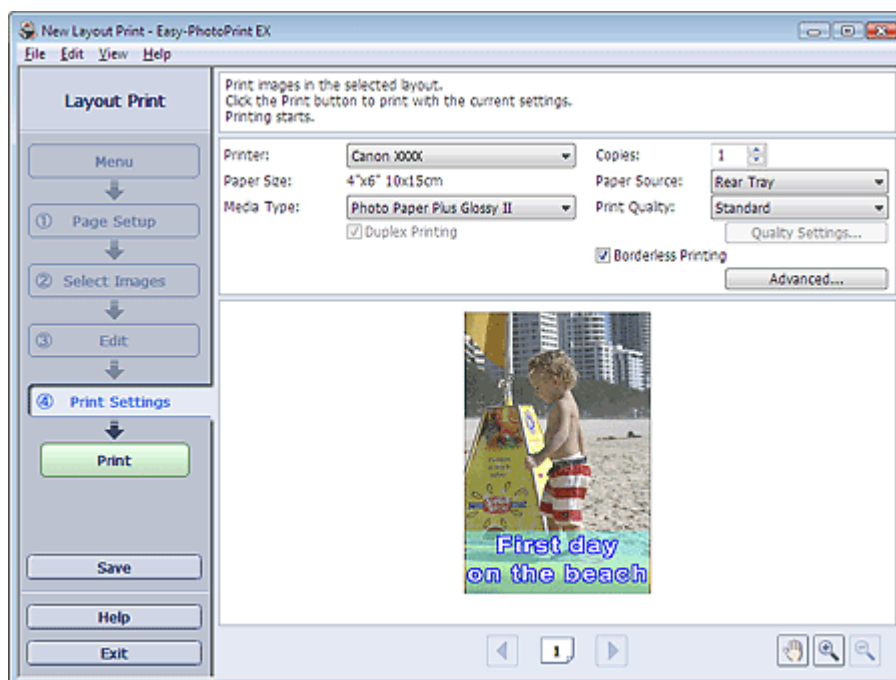 New Layout Print - Easy-PhotoPrint EX
File Edit View Help
Layout Print
Menu
① Page Setup
② Select Images
③ Edit
④ Print Settings
Print
Save
Help
Exit
Print images in the selected layout.
Click the Print button to print with the current settings.
Printing starts.
Printer: Canon XXXX Copies: 1
Paper Size: 4"x6" 10x15cm Paper Source: Rear Tray
Media Type: Photo Paper Plus Glossy II Print Quality: Standard
Duplex Printing Quality Settings...
Borderless Printing
Advanced...
First day
on the beach
1